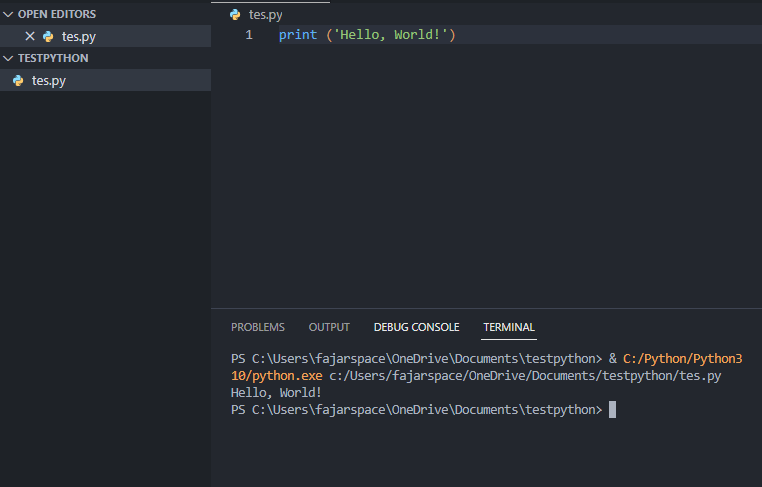 OPEN EDITORS
tes.py
TESTPYTHON
tes.py
tes.py
1 print ('Hello, World!')
PROBLEMS OUTPUT DEBUG CONSOLE TERMINAL
PS C:\Users\fajarspace\OneDrive\Documents\testpython> & C:/Python/Python3
10/python.exe c:/Users/fajarspace/OneDrive/Documents/testpython/tes.py
Hello, World!
PS C:\Users\fajarspace\OneDrive\Documents\testpython>